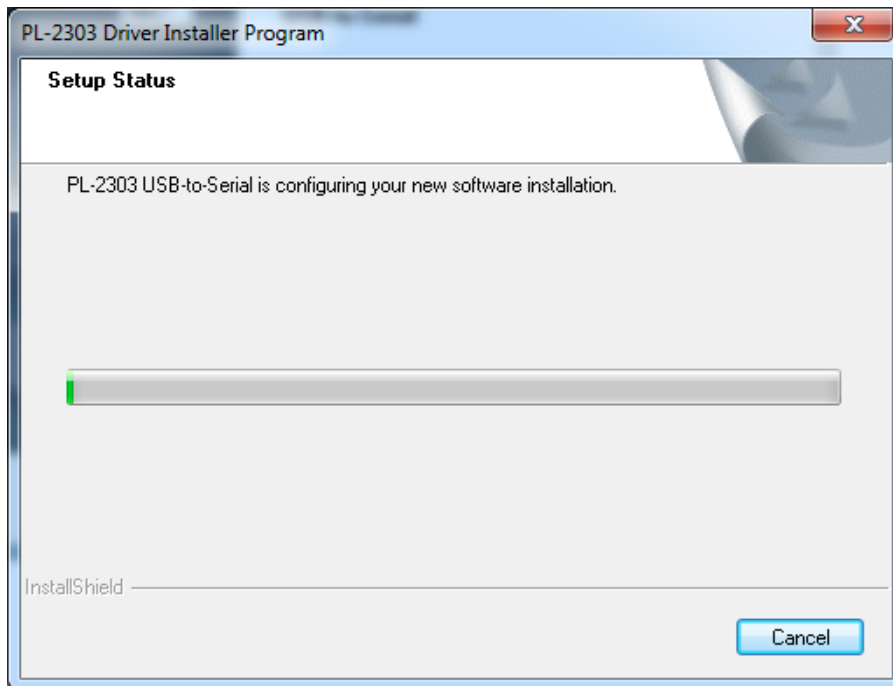 PL-2303 Driver Installer Program
Setup Status
PL-2303 USB-to-Serial is configuring your new software installation.
InstallShield
Cancel